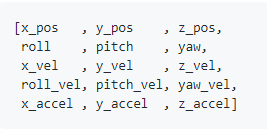 [x_pos   , y_pos    , z_pos,
 roll    , pitch    , yaw,
 x_vel   , y_vel    , z_vel,
 roll_vel, pitch_vel, yaw_vel,
 x_accel , y_accel  , z_accel]